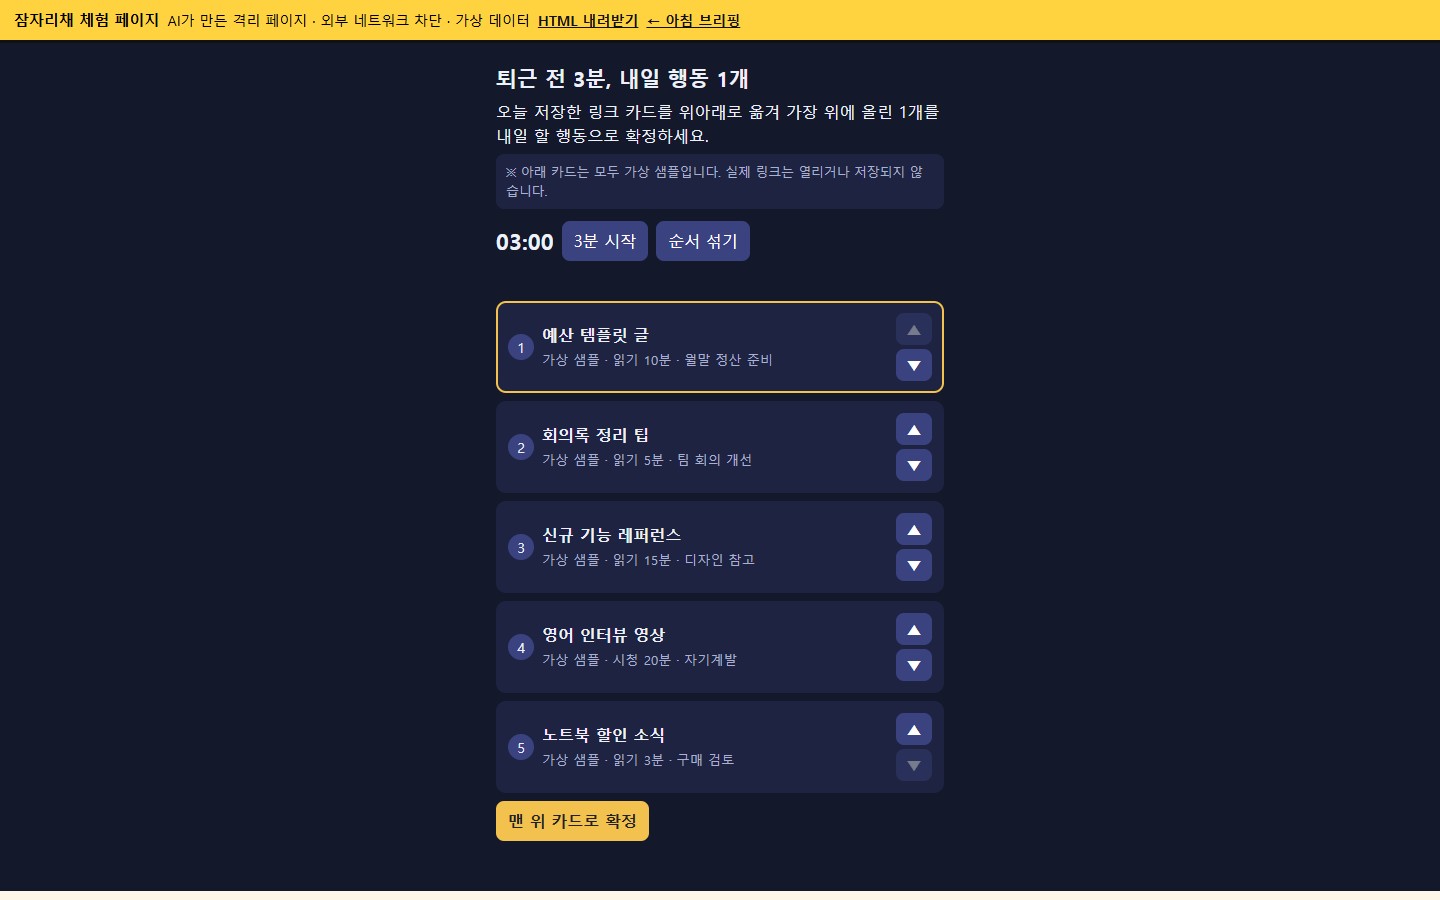 잠자리채 체험 페이지 AI가 만든 격리 페이지 · 외부 네트워크 차단 · 가상 데이터 HTML 내려받기 ← 아침 브리핑
퇴근 전 3분, 내일 행동 1개
오늘 저장한 링크 카드를 위아래로 옮겨 가장 위에 올린 1개를
내일 할 행동으로 확정하세요.
※ 아래 카드는 모두 가상 샘플입니다. 실제 링크는 열리거나 저장되지 않
습니다.
03:00 3분 시작 순서 섞기
1 예산 템플릿 글
가상 샘플 · 읽기 10분 · 월말 정산 준비
▲
▼
2 회의록 정리 팁
가상 샘플 · 읽기 5분 · 팀 회의 개선
▲
▼
3 신규 기능 레퍼런스
가상 샘플 · 읽기 15분 · 디자인 참고
▲
▼
4 영어 인터뷰 영상
가상 샘플 · 시청 20분 · 자기계발
▲
▼
5 노트북 할인 소식
가상 샘플 · 읽기 3분 · 구매 검토
▲
▼
맨 위 카드로 확정